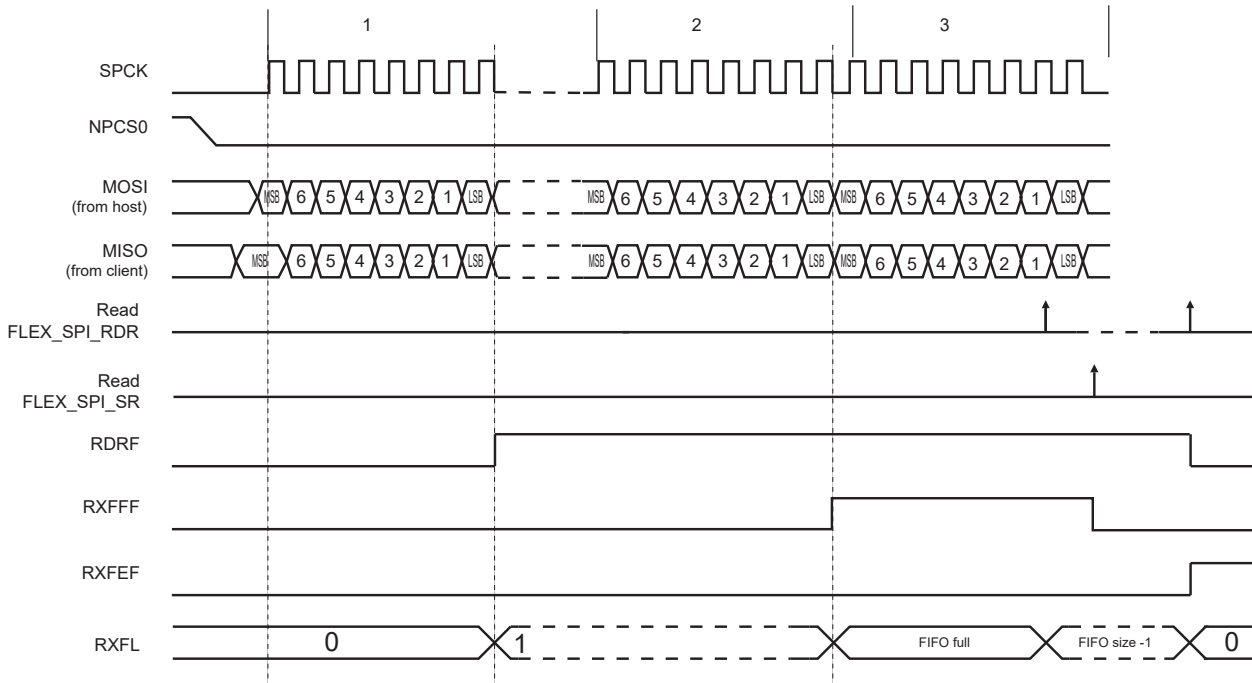 1 2 3
SPCK
NPCS0
MOSI
(from host)
MSB 6 5 4 3 2 1 LSB MSB 6 5 4 3 2 1 LSB MSB 6 5 4 3 2 1 LSB
MISO
(from client)
MSB 6 5 4 3 2 1 LSB MSB 6 5 4 3 2 1 LSB MSB 6 5 4 3 2 1 LSB
Read
FLEX_SPI_RDR
Read
FLEX_SPI_SR
RDRF
RXFFF
RXFEF
RXFL 0 1 FIFO full FIFO size -1 0